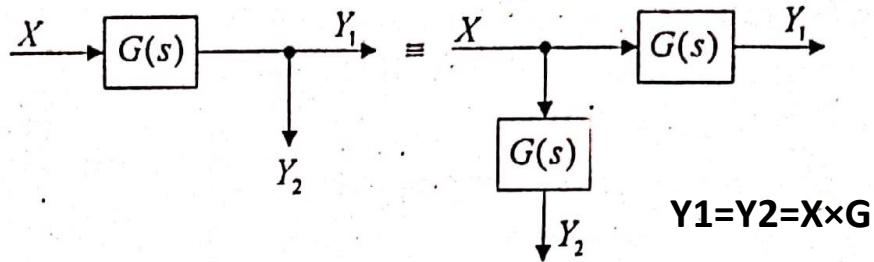 X G(s) Y₁ ≡ X G(s) Y₁
Y₂ G(s)
Y₂
Y1=Y2=X×G